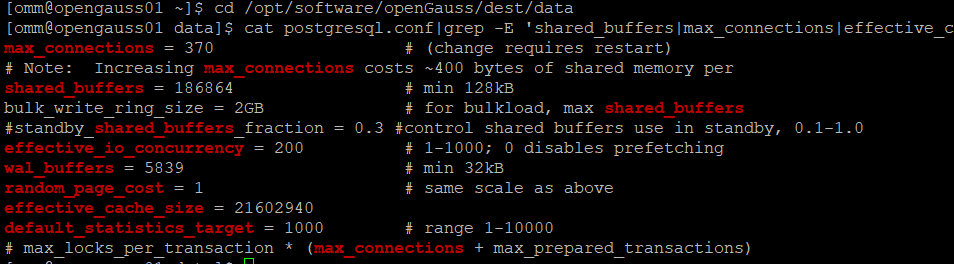 [omm@opengauss01 ~]$ cd /opt/software/openGauss/dest/data
[omm@opengauss01 data]$ cat postgresql.conf|grep -E 'shared_buffers|max_connections|effective_c
max_connections = 370 # (change requires restart)
# Note: Increasing max_connections costs ~400 bytes of shared memory per
shared_buffers = 186864 # min 128kB
bulk_write_ring_size = 2GB # for bulkload, max shared_buffers
#standby_shared_buffers_fraction = 0.3 #control shared buffers use in standby, 0.1-1.0
effective_io_concurrency = 200 # 1-1000; 0 disables prefetching
wal_buffers = 5839 # min 32kB
random_page_cost = 1 # same scale as above
effective_cache_size = 21602940
default_statistics_target = 1000 # range 1-10000
# max_locks_per_transaction * (max_connections + max_prepared_transactions)
[omm@opengauss01 data]$